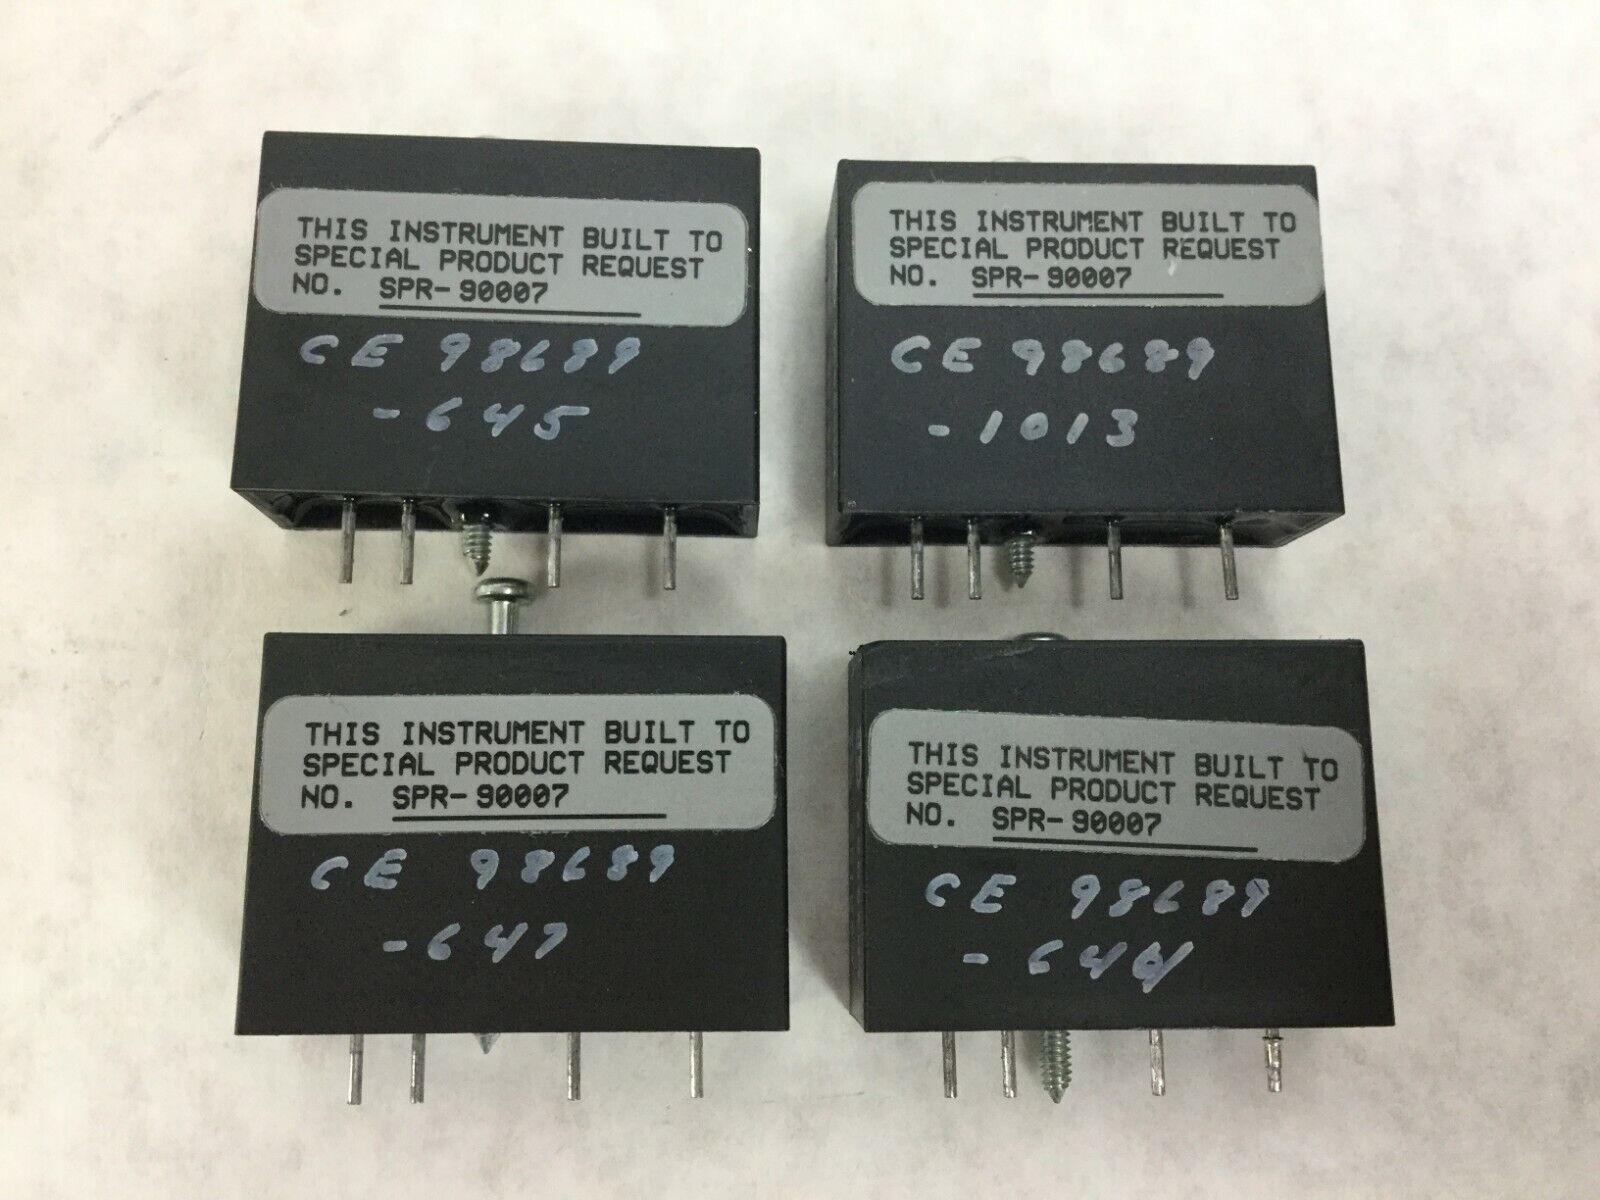 THIS INSTRUMENT BUILT TO
SPECIAL PRODUCT REQUEST
NO. SPR-90007
CE 98689
-645
THIS INSTRUMENT BUILT TO
SPECIAL PRODUCT REQUEST
NO. SPR-90007
CE 98689
-1013
THIS INSTRUMENT BUILT TO
SPECIAL PRODUCT REQUEST
NO. SPR-90007
CE 98689
-647
THIS INSTRUMENT BUILT TO
SPECIAL PRODUCT REQUEST
NO. SPR-90007
CE 98689